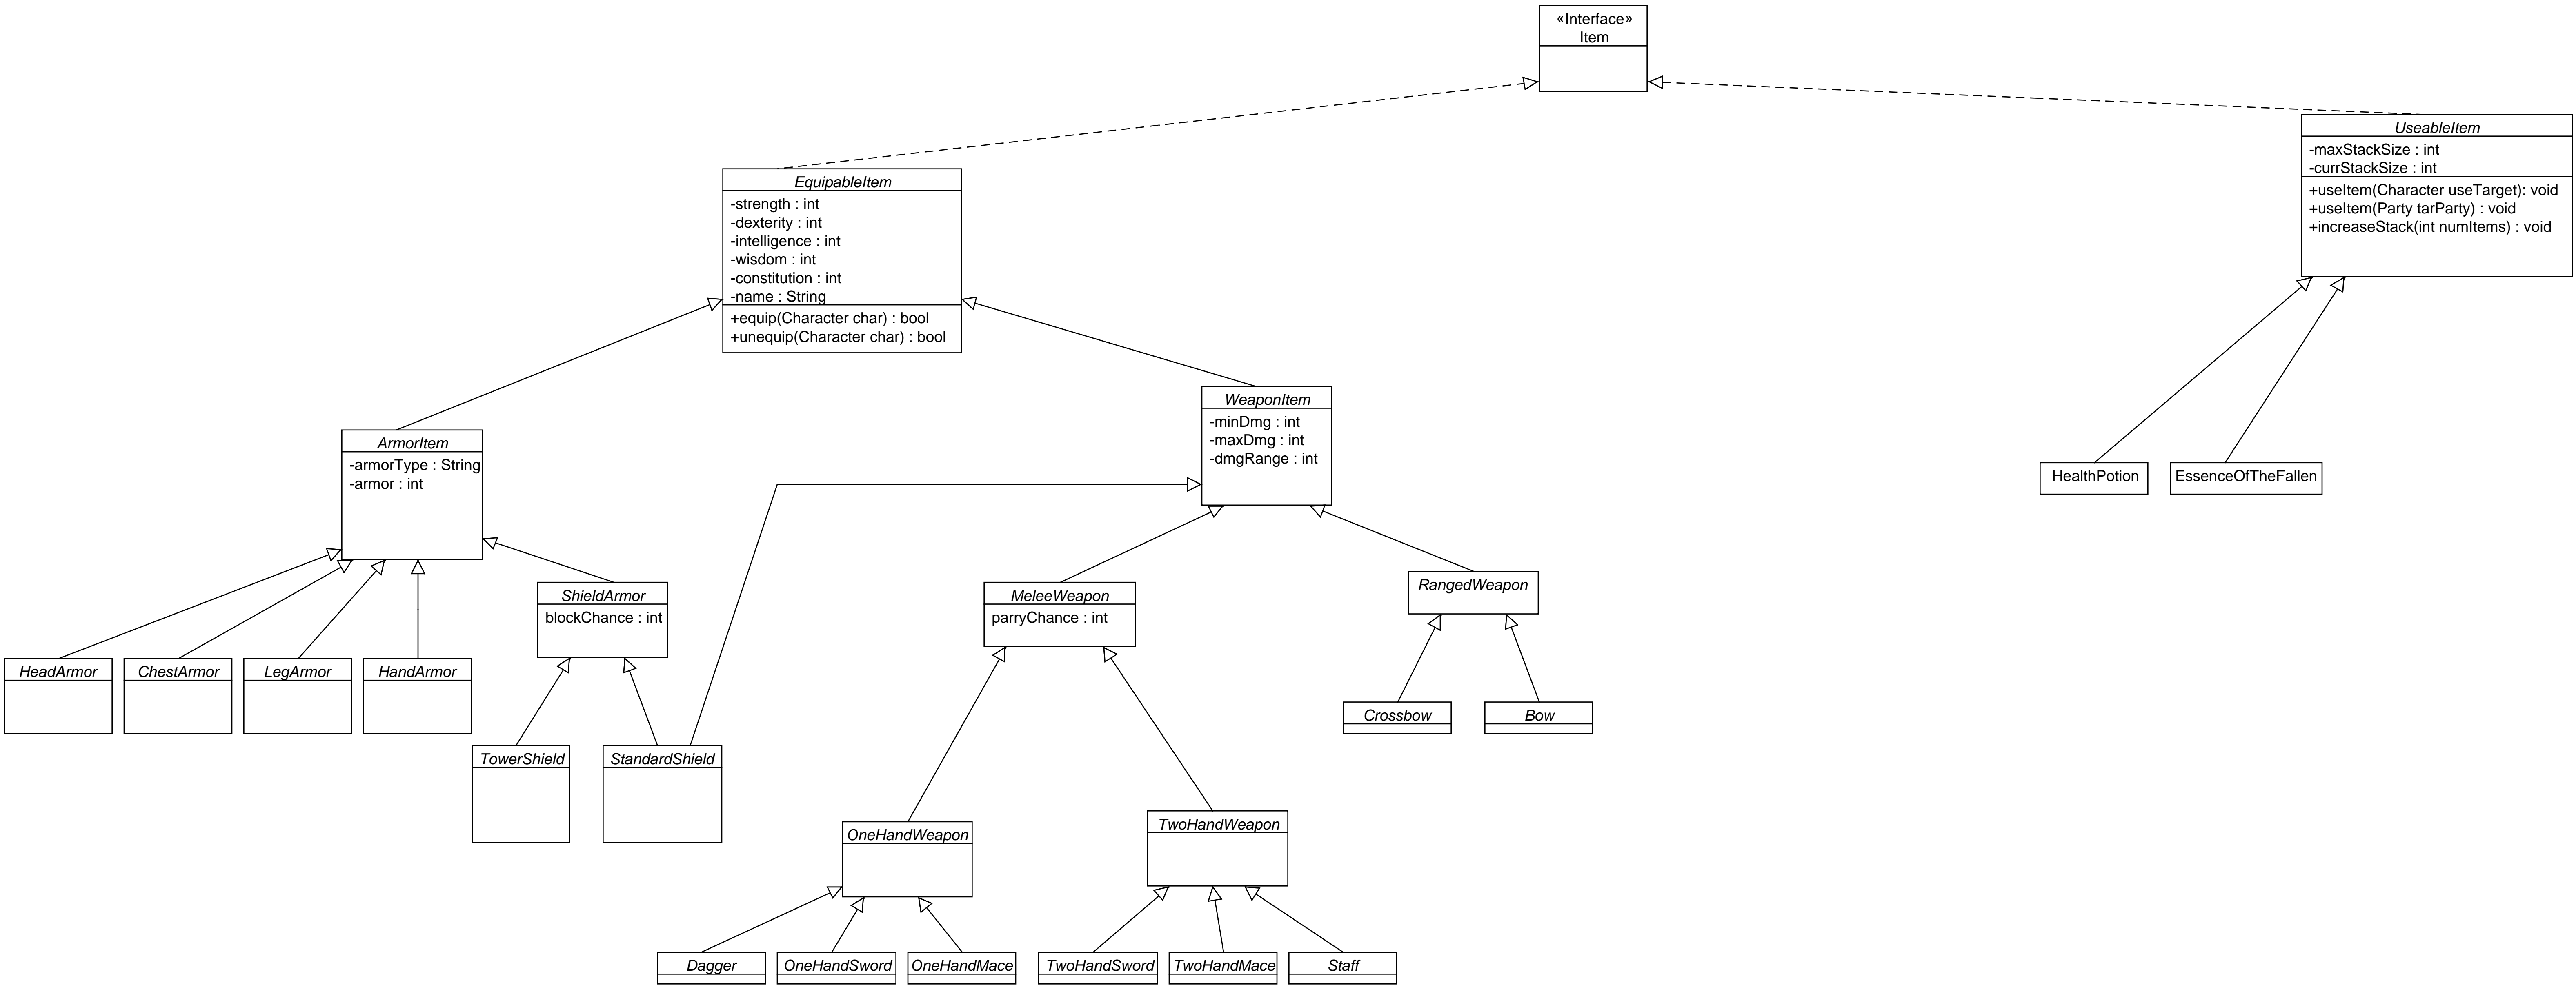 «Interface»
Item
UseableItem
-maxStackSize : int
-currStackSize : int
+useItem(Character useTarget): void
+useItem(Party tarParty) : void
+increaseStack(int numItems) : void
EquipableItem
-strength : int
-dexterity : int
-intelligence : int
-wisdom : int
-constitution : int
-name : String
+equip(Character char) : bool
+unequip(Character char) : bool
WeaponItem
-minDmg : int
-maxDmg : int
-dmgRange : int
ArmorItem
-armorType : String
-armor : int
HealthPotion
EssenceOfTheFallen
ShieldArmor
blockChance : int
MeleeWeapon
parryChance : int
RangedWeapon
HeadArmor
ChestArmor
LegArmor
HandArmor
Crossbow
Bow
TowerShield
StandardShield
OneHandWeapon
TwoHandWeapon
Dagger
OneHandSword
OneHandMace
TwoHandSword
TwoHandMace
Staff